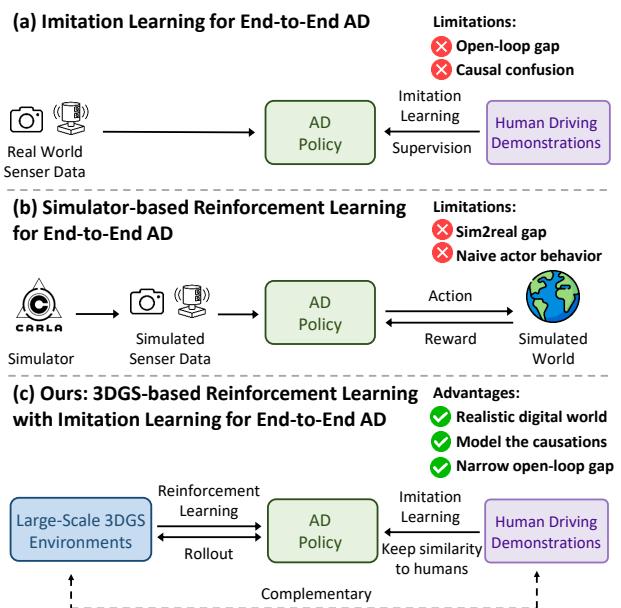 (a) Imitation Learning for End-to-End AD
Limitations:
Open-loop gap
Causal confusion
Real World
Senser Data
AD
Policy
Imitation
Learning
Supervision
Human Driving
Demonstrations
(b) Simulator-based Reinforcement Learning
for End-to-End AD
Limitations:
Sim2real gap
Naive actor behavior
CARLA
Simulator
Simulated
Senser Data
AD
Policy
Action
Reward
Simulated
World
(c) Ours: 3DGS-based Reinforcement Learning
with Imitation Learning for End-to-End AD
Advantages:
Realistic digital world
Model the causations
Narrow open-loop gap
Large-Scale 3DGS
Environments
Reinforcement
Learning
Rollout
AD
Policy
Imitation
Learning
Keep similarity
to humans
Human Driving
Demonstrations
Complementary